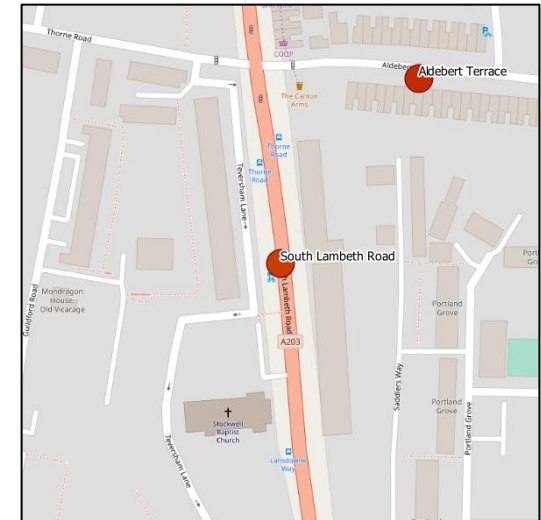 Thorne Road
COOP
Aldebert Terrace
The Canton
Arms
Thorne
Road
Thorne
Road
Teversham Lane
South Lambeth Road
Lambeth Road
A203
Mondragon
House,
Old Vicarage
Guildford Road
Portland
Grove
Saddlers Way
Portland
Grove
Portland Grove
Stockwell
Baptist
Church
Teversham Lane
Lansdowne
Way